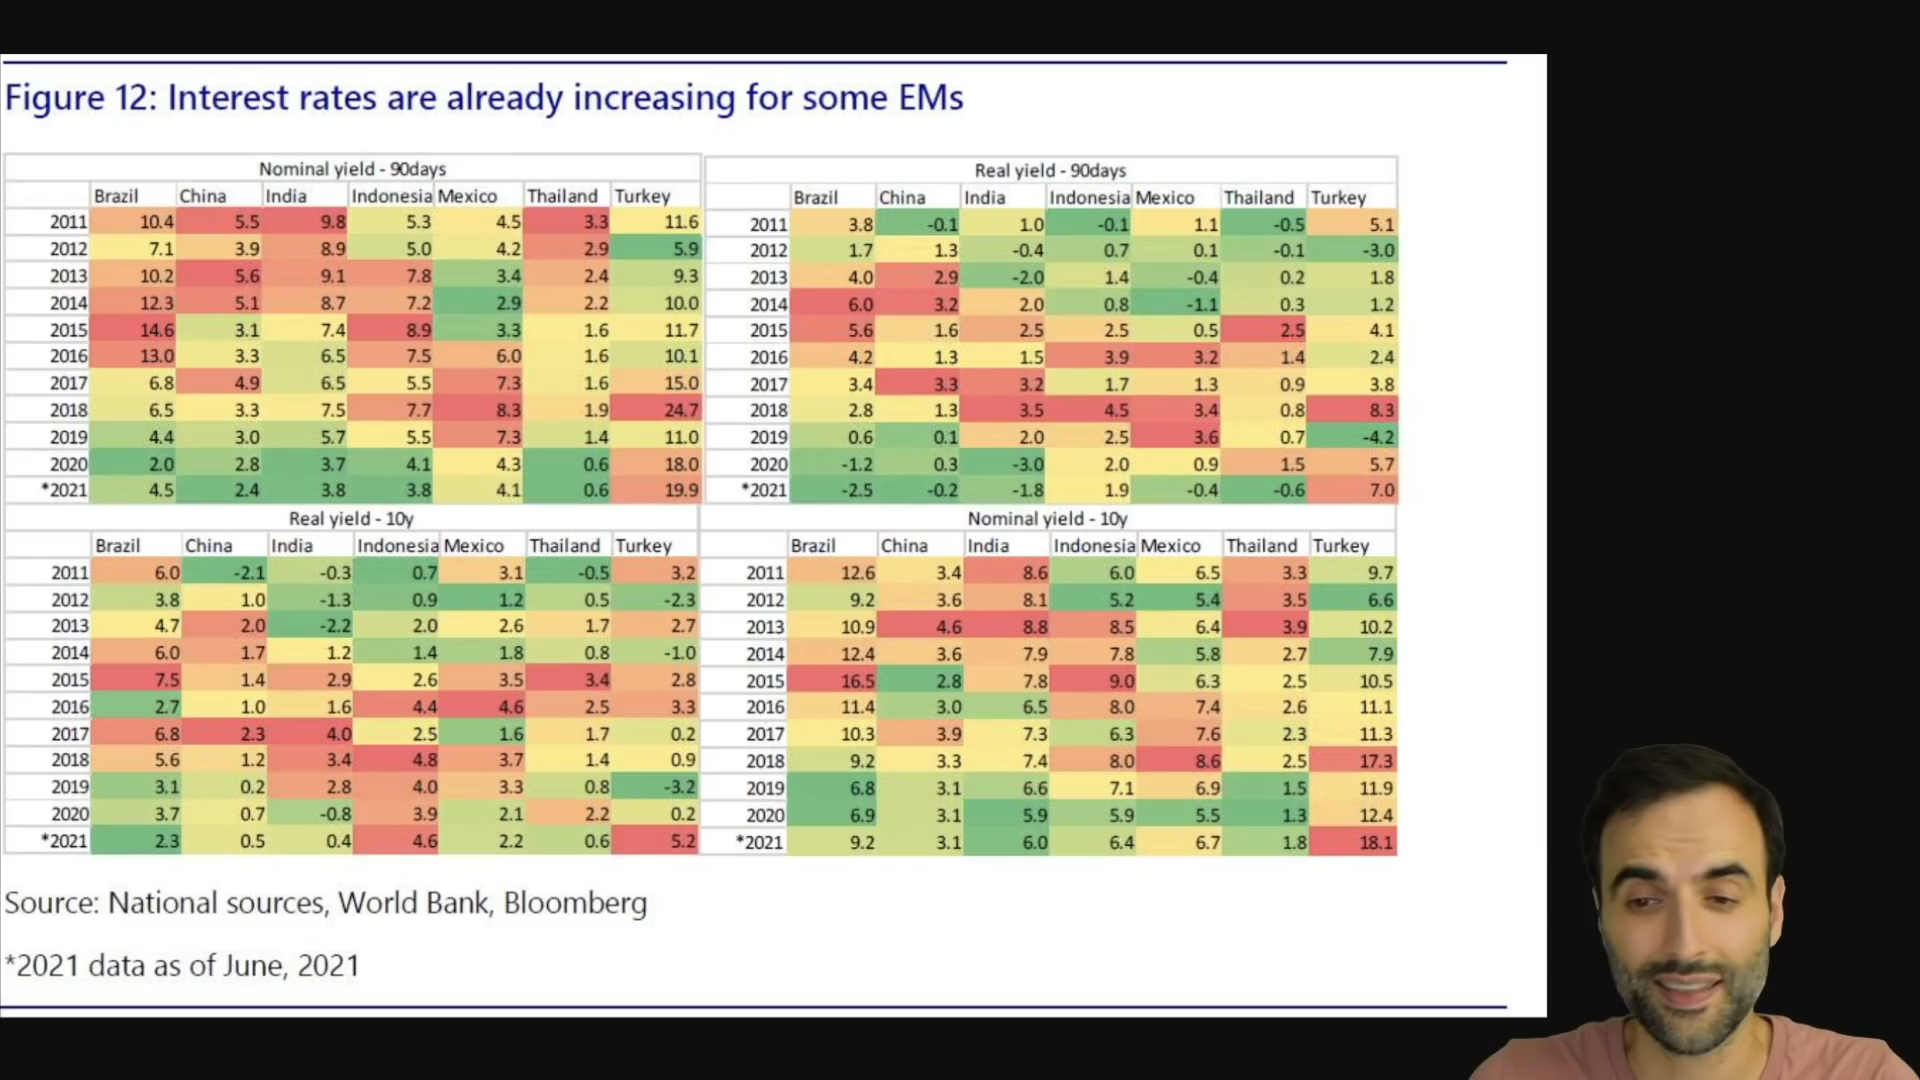 Figure 12: Interest rates are already increasing for some EMs
Nominal yield - 90days
Brazil China India Indonesia Mexico Thailand Turkey
2011 10.4 5.5 9.8 5.3 4.5 3.3 11.6
2012 7.1 3.9 8.9 5.0 4.2 2.9 5.9
2013 10.2 5.6 9.1 7.8 3.4 2.4 9.3
2014 12.3 5.1 8.7 7.2 2.9 2.2 10.0
2015 14.6 3.1 7.4 8.9 3.3 1.6 11.7
2016 13.0 3.3 6.5 7.5 6.0 1.6 10.1
2017 6.8 4.9 6.5 5.5 7.3 1.6 15.0
2018 6.5 3.3 7.5 7.7 8.3 1.9 24.7
2019 4.4 3.0 5.7 5.5 7.3 1.4 11.0
2020 2.0 2.8 3.7 4.1 4.3 0.6 18.0
*2021 4.5 2.4 3.8 3.8 4.1 0.6 19.9
Real yield - 90days
Brazil China India Indonesia Mexico Thailand Turkey
2011 3.8 -0.1 1.0 -0.1 1.1 -0.5 5.1
2012 1.7 1.3 -0.4 0.7 0.1 -0.1 -3.0
2013 4.0 2.9 -2.0 1.4 -0.4 0.2 1.8
2014 6.0 3.2 2.0 0.8 -1.1 0.3 1.2
2015 5.6 1.6 2.5 2.5 0.5 2.5 4.1
2016 4.2 1.3 1.5 3.9 3.2 1.4 2.4
2017 3.4 3.3 3.2 1.7 1.3 0.9 3.8
2018 2.8 1.3 3.5 4.5 3.4 0.8 8.3
2019 0.6 0.1 2.0 2.5 3.6 0.7 -4.2
2020 -1.2 0.3 -3.0 2.0 0.9 1.5 5.7
*2021 -2.5 -0.2 -1.8 1.9 -0.4 -0.6 7.0
Real yield - 10y
Brazil China India Indonesia Mexico Thailand Turkey
2011 6.0 -2.1 -0.3 0.7 3.1 -0.5 3.2
2012 3.8 1.0 -1.3 0.9 1.2 0.5 -2.3
2013 4.7 2.0 -2.2 2.0 2.6 1.7 2.7
2014 6.0 1.7 1.2 1.4 1.8 0.8 -1.0
2015 7.5 1.4 2.9 2.6 3.5 3.4 2.8
2016 2.7 1.0 1.6 4.4 4.6 2.5 3.3
2017 6.8 2.3 4.0 2.5 1.6 1.7 0.2
2018 5.6 1.2 3.4 4.8 3.7 1.4 0.9
2019 3.1 0.2 2.8 4.0 3.3 0.8 -3.2
2020 3.7 0.7 -0.8 3.9 2.1 2.2 0.2
*2021 2.3 0.5 0.4 4.6 2.2 0.6 5.2
Nominal yield - 10y
Brazil China India Indonesia Mexico Thailand Turkey
2011 12.6 3.4 8.6 6.0 6.5 3.3 9.7
2012 9.2 3.6 8.1 5.2 5.4 3.5 6.6
2013 10.9 4.6 8.8 8.5 6.4 3.9 10.2
2014 12.4 3.6 7.9 7.8 5.8 2.7 7.9
2015 16.5 2.8 7.8 9.0 6.3 2.5 10.5
2016 11.4 3.0 6.5 8.0 7.4 2.6 11.1
2017 10.3 3.9 7.3 6.3 7.6 2.3 11.3
2018 9.2 3.3 7.4 8.0 8.6 2.5 17.3
2019 6.8 3.1 6.6 7.1 6.9 1.5 11.9
2020 6.9 3.1 5.9 5.9 5.5 1.3 12.4
*2021 9.2 3.1 6.0 6.4 6.7 1.8 18.1
Source: National sources, World Bank, Bloomberg
*2021 data as of June, 2021